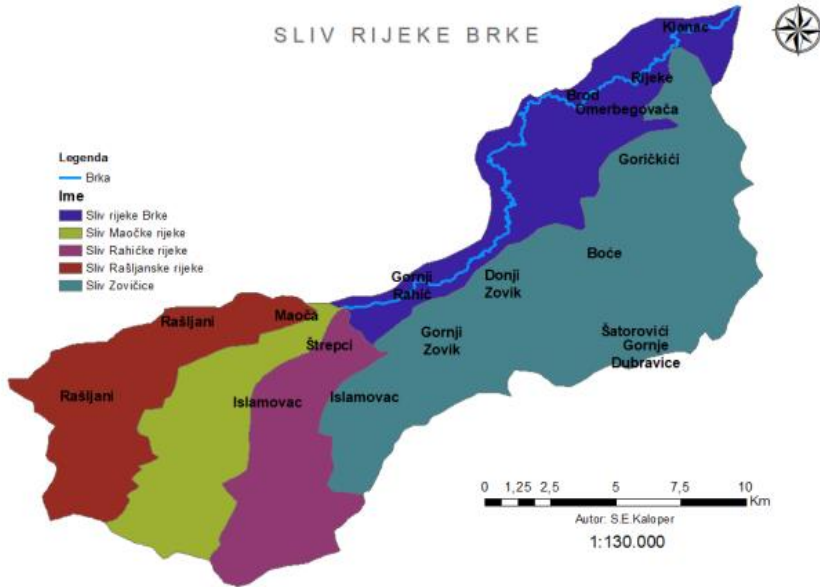 SLIV RIJEKE BRKE
Klanac
Rijeke
Brod
Omerbegovača
Goričkići
Boće
Gornji
Rahić
Donji
Zovik
Gornji
Zovik
Šatorovići
Gornje
Dubravice
Rašljani
Maoča
Štrepci
Rašljani
Islamovac
Islamovac
Legenda
Brka
Ime
Sliv rijeke Brke
Sliv Maočke rijeke
Sliv Rahićke rijeke
Sliv Rašljanske rijeke
Sliv Zovičice
0 1,25 2,5 5 7,5 10
Km
Autor: S.E.Kaloper
1:130.000